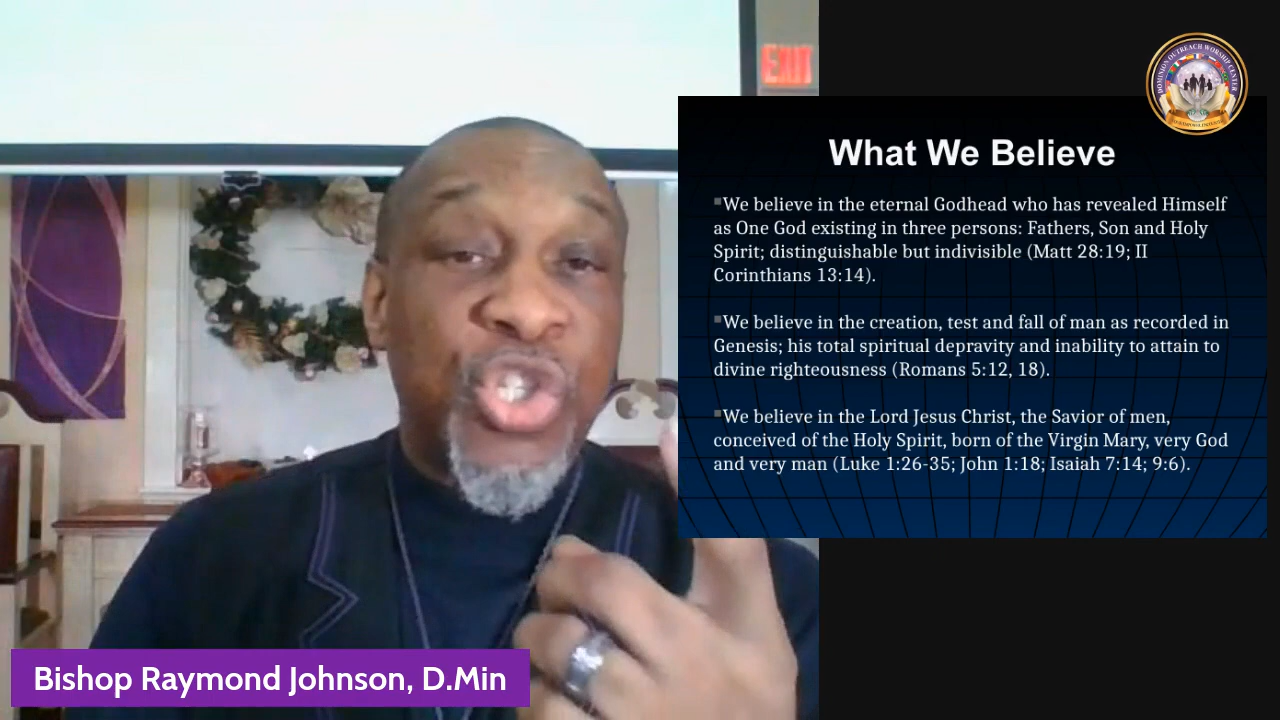 EXIT
DOMINION OUTREACH WORSHIP CENTER
What We Believe
▪We believe in the eternal Godhead who has revealed Himself
as One God existing in three persons: Fathers, Son and Holy
Spirit; distinguishable but indivisible (Matt 28:19; II
Corinthians 13:14).
▪We believe in the creation, test and fall of man as recorded in
Genesis; his total spiritual depravity and inability to attain to
divine righteousness (Romans 5:12, 18).
▪We believe in the Lord Jesus Christ, the Savior of men,
conceived of the Holy Spirit, born of the Virgin Mary, very God
and very man (Luke 1:26-35; John 1:18; Isaiah 7:14; 9:6).
Bishop Raymond Johnson, D.Min